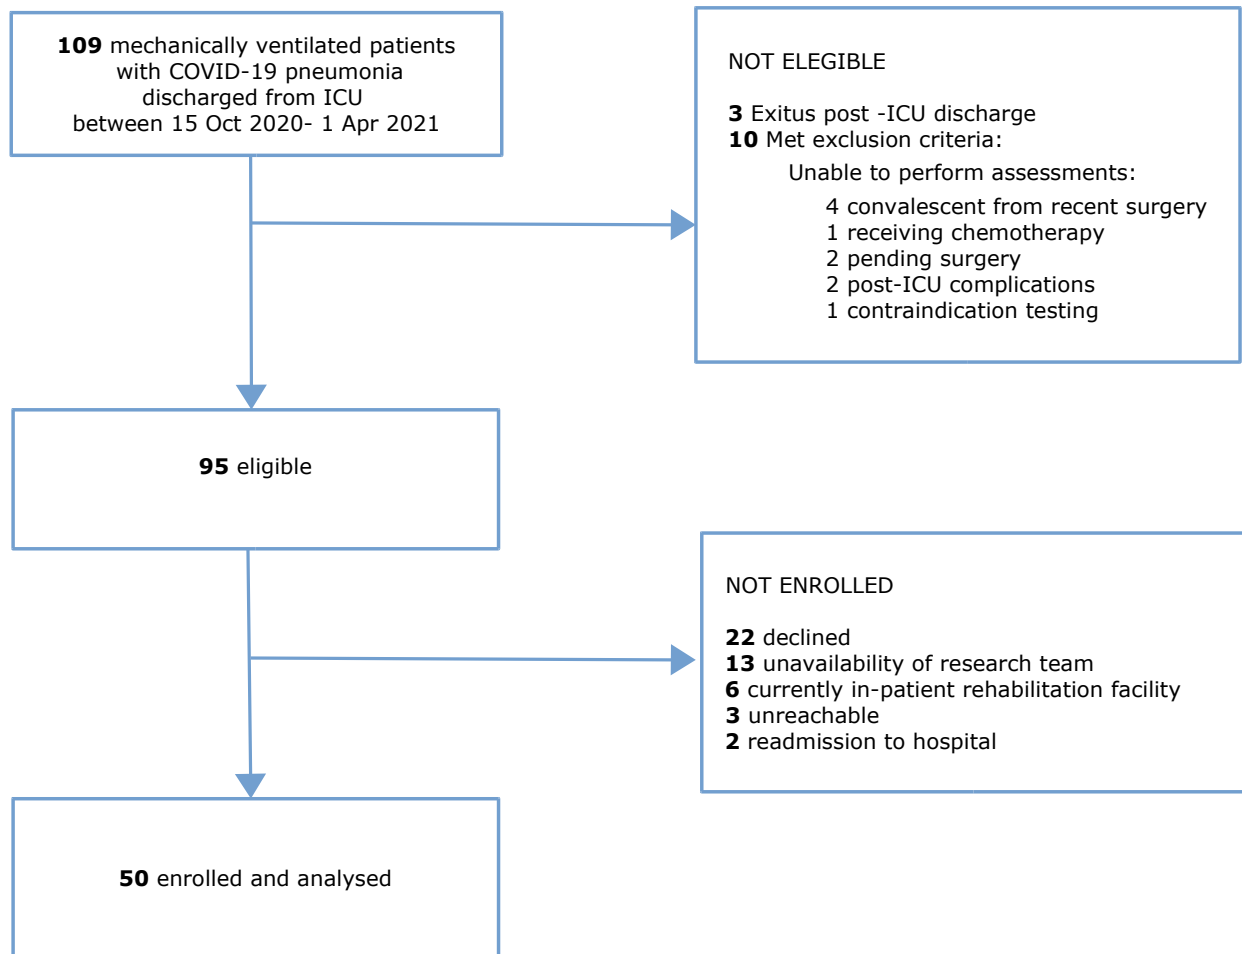 109 mechanically ventilated patients
with COVID-19 pneumonia
discharged from ICU
between 15 Oct 2020- 1 Apr 2021
NOT ELEGIBLE
3 Exitus post -ICU discharge
10 Met exclusion criteria:
Unable to perform assessments:
4 convalescent from recent surgery
1 receiving chemotherapy
2 pending surgery
2 post-ICU complications
1 contraindication testing
95 eligible
NOT ENROLLED
22 declined
13 unavailability of research team
6 currently in-patient rehabilitation facility
3 unreachable
2 readmission to hospital
50 enrolled and analysed